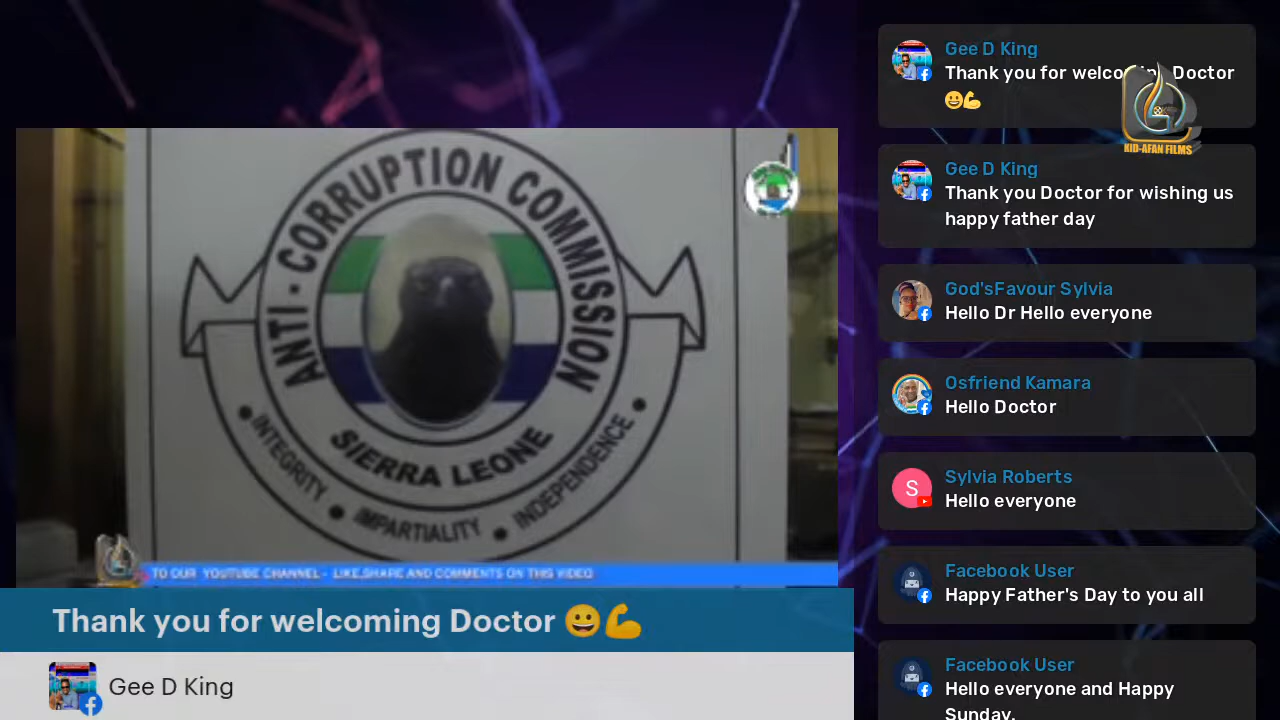 ANTI-CORRUPTION COMMISSION
SIERRA LEONE
INTEGRITY • IMPARTIALITY • INDEPENDENCE
TO OUR YOUTUBE CHANNEL - LIKE,SHARE AND COMMENTS ON THIS VIDEO
Thank you for welcoming Doctor 😀💪
Gee D King
Gee D King
Thank you for welcoming Doctor
😀💪
KID-AFAN FILMS
Gee D King
Thank you Doctor for wishing us
happy father day
God'sFavour Sylvia
Hello Dr Hello everyone
Osfriend Kamara
Hello Doctor
S
Sylvia Roberts
Hello everyone
Facebook User
Happy Father's Day to you all
Facebook User
Hello everyone and Happy
Sunday.